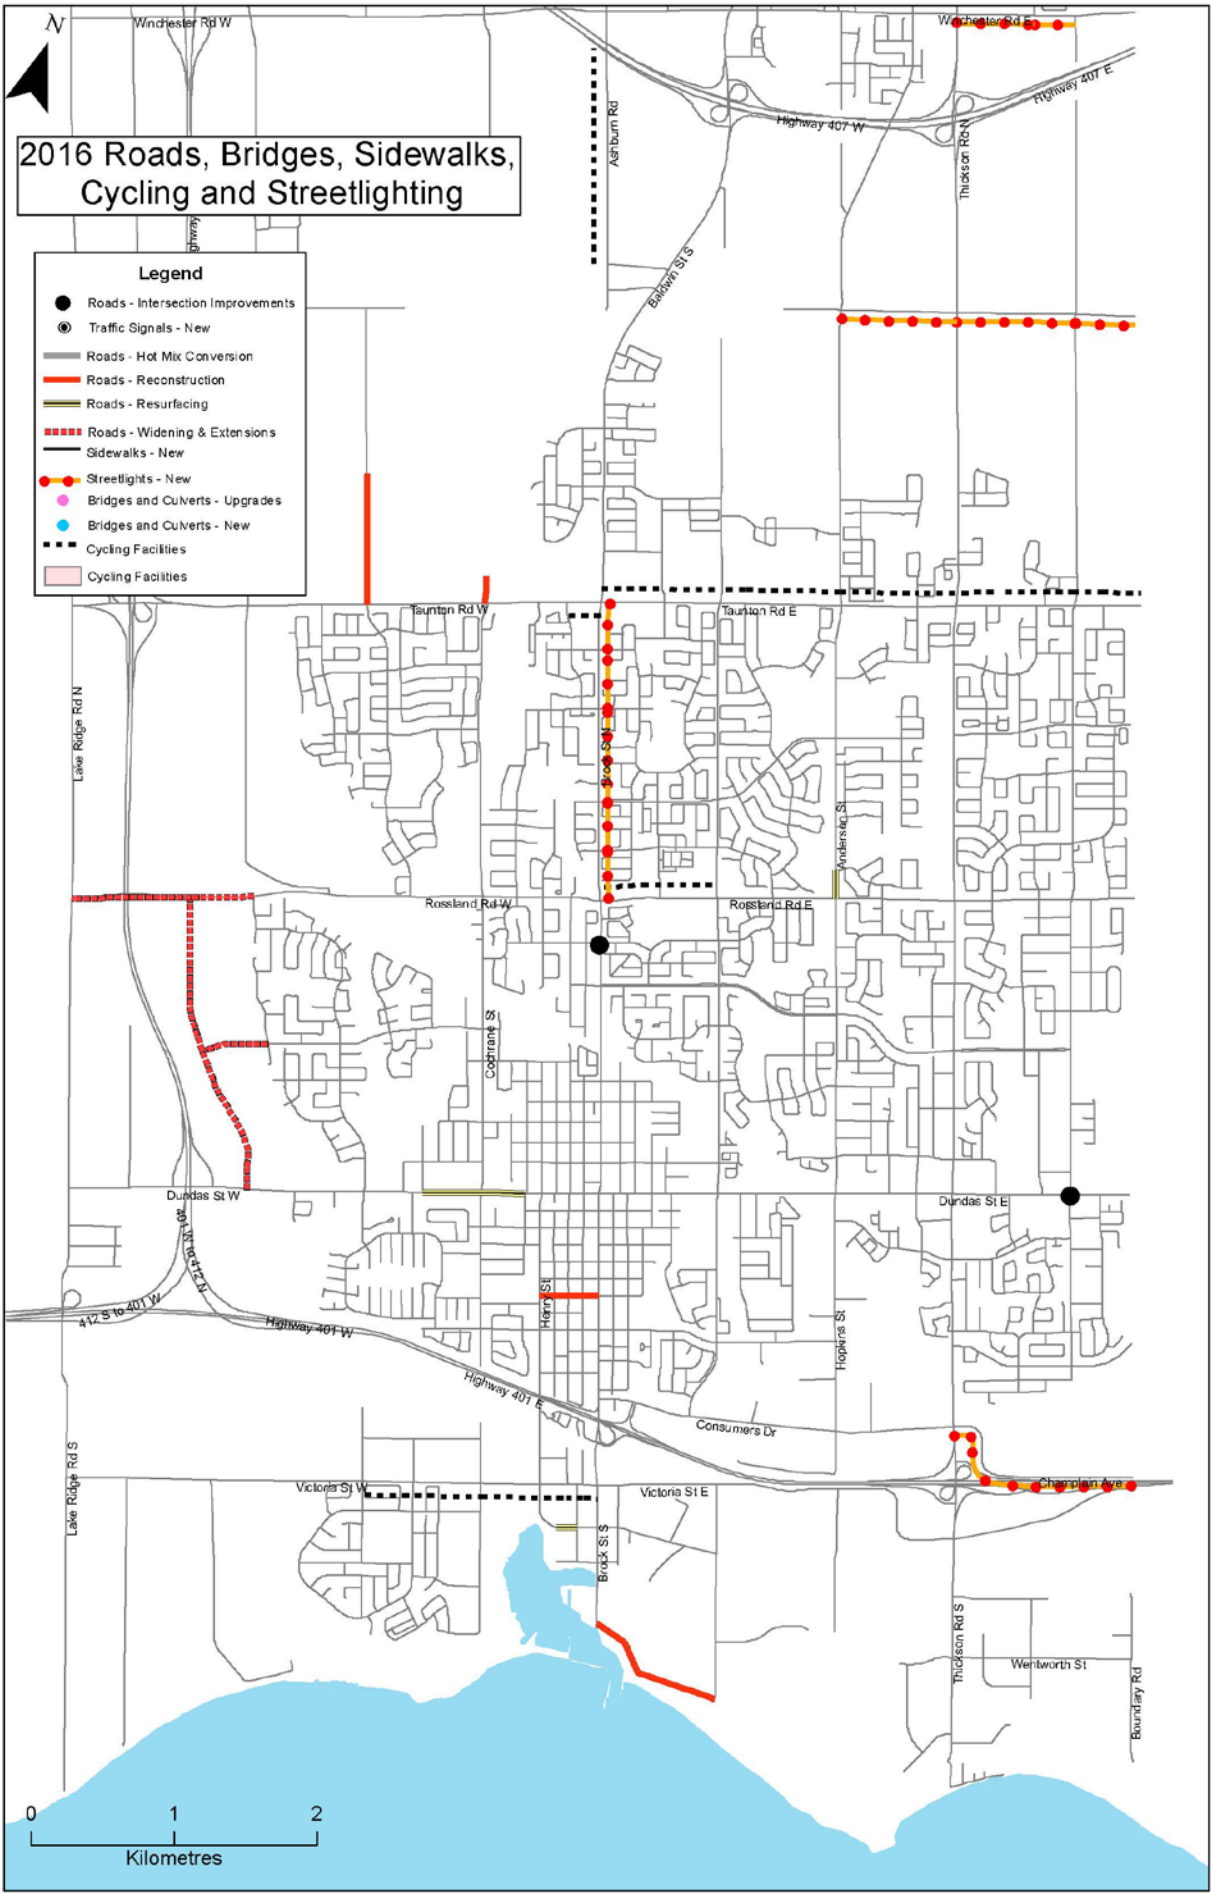 N
Winchester Rd W
Winchester Rd E
Highway 407 E
Highway 407 W
Ashburn Rd
Thickson Rd N
2016 Roads, Bridges, Sidewalks,
Cycling and Streetlighting
ghway
Baldwin St S
Legend
Roads - Intersection Improvements
Traffic Signals - New
Roads - Hot Mix Conversion
Roads - Reconstruction
Roads - Resurfacing
Roads - Widening & Extensions
Sidewalks - New
Streetlights - New
Bridges and Culverts - Upgrades
Bridges and Culverts - New
Cycling Facilities
Cycling Facilities
Taunton Rd W
Taunton Rd E
Lake Ridge Rd N
Brock St N
Anderson St
Rossland Rd W
Rossland Rd E
Cochrane St
Dundas St W
Dundas St E
401 W to 412 N
412 S to 401 W
Highway 401 W
Henry St
Hopkins St
Highway 401 E
Consumers Dr
Lake Ridge Rd S
Victoria St W
Victoria St E
Champlain Ave
Brock St S
Thickson Rd S
Wentworth St
Boundary Rd
0 1 2
Kilometres